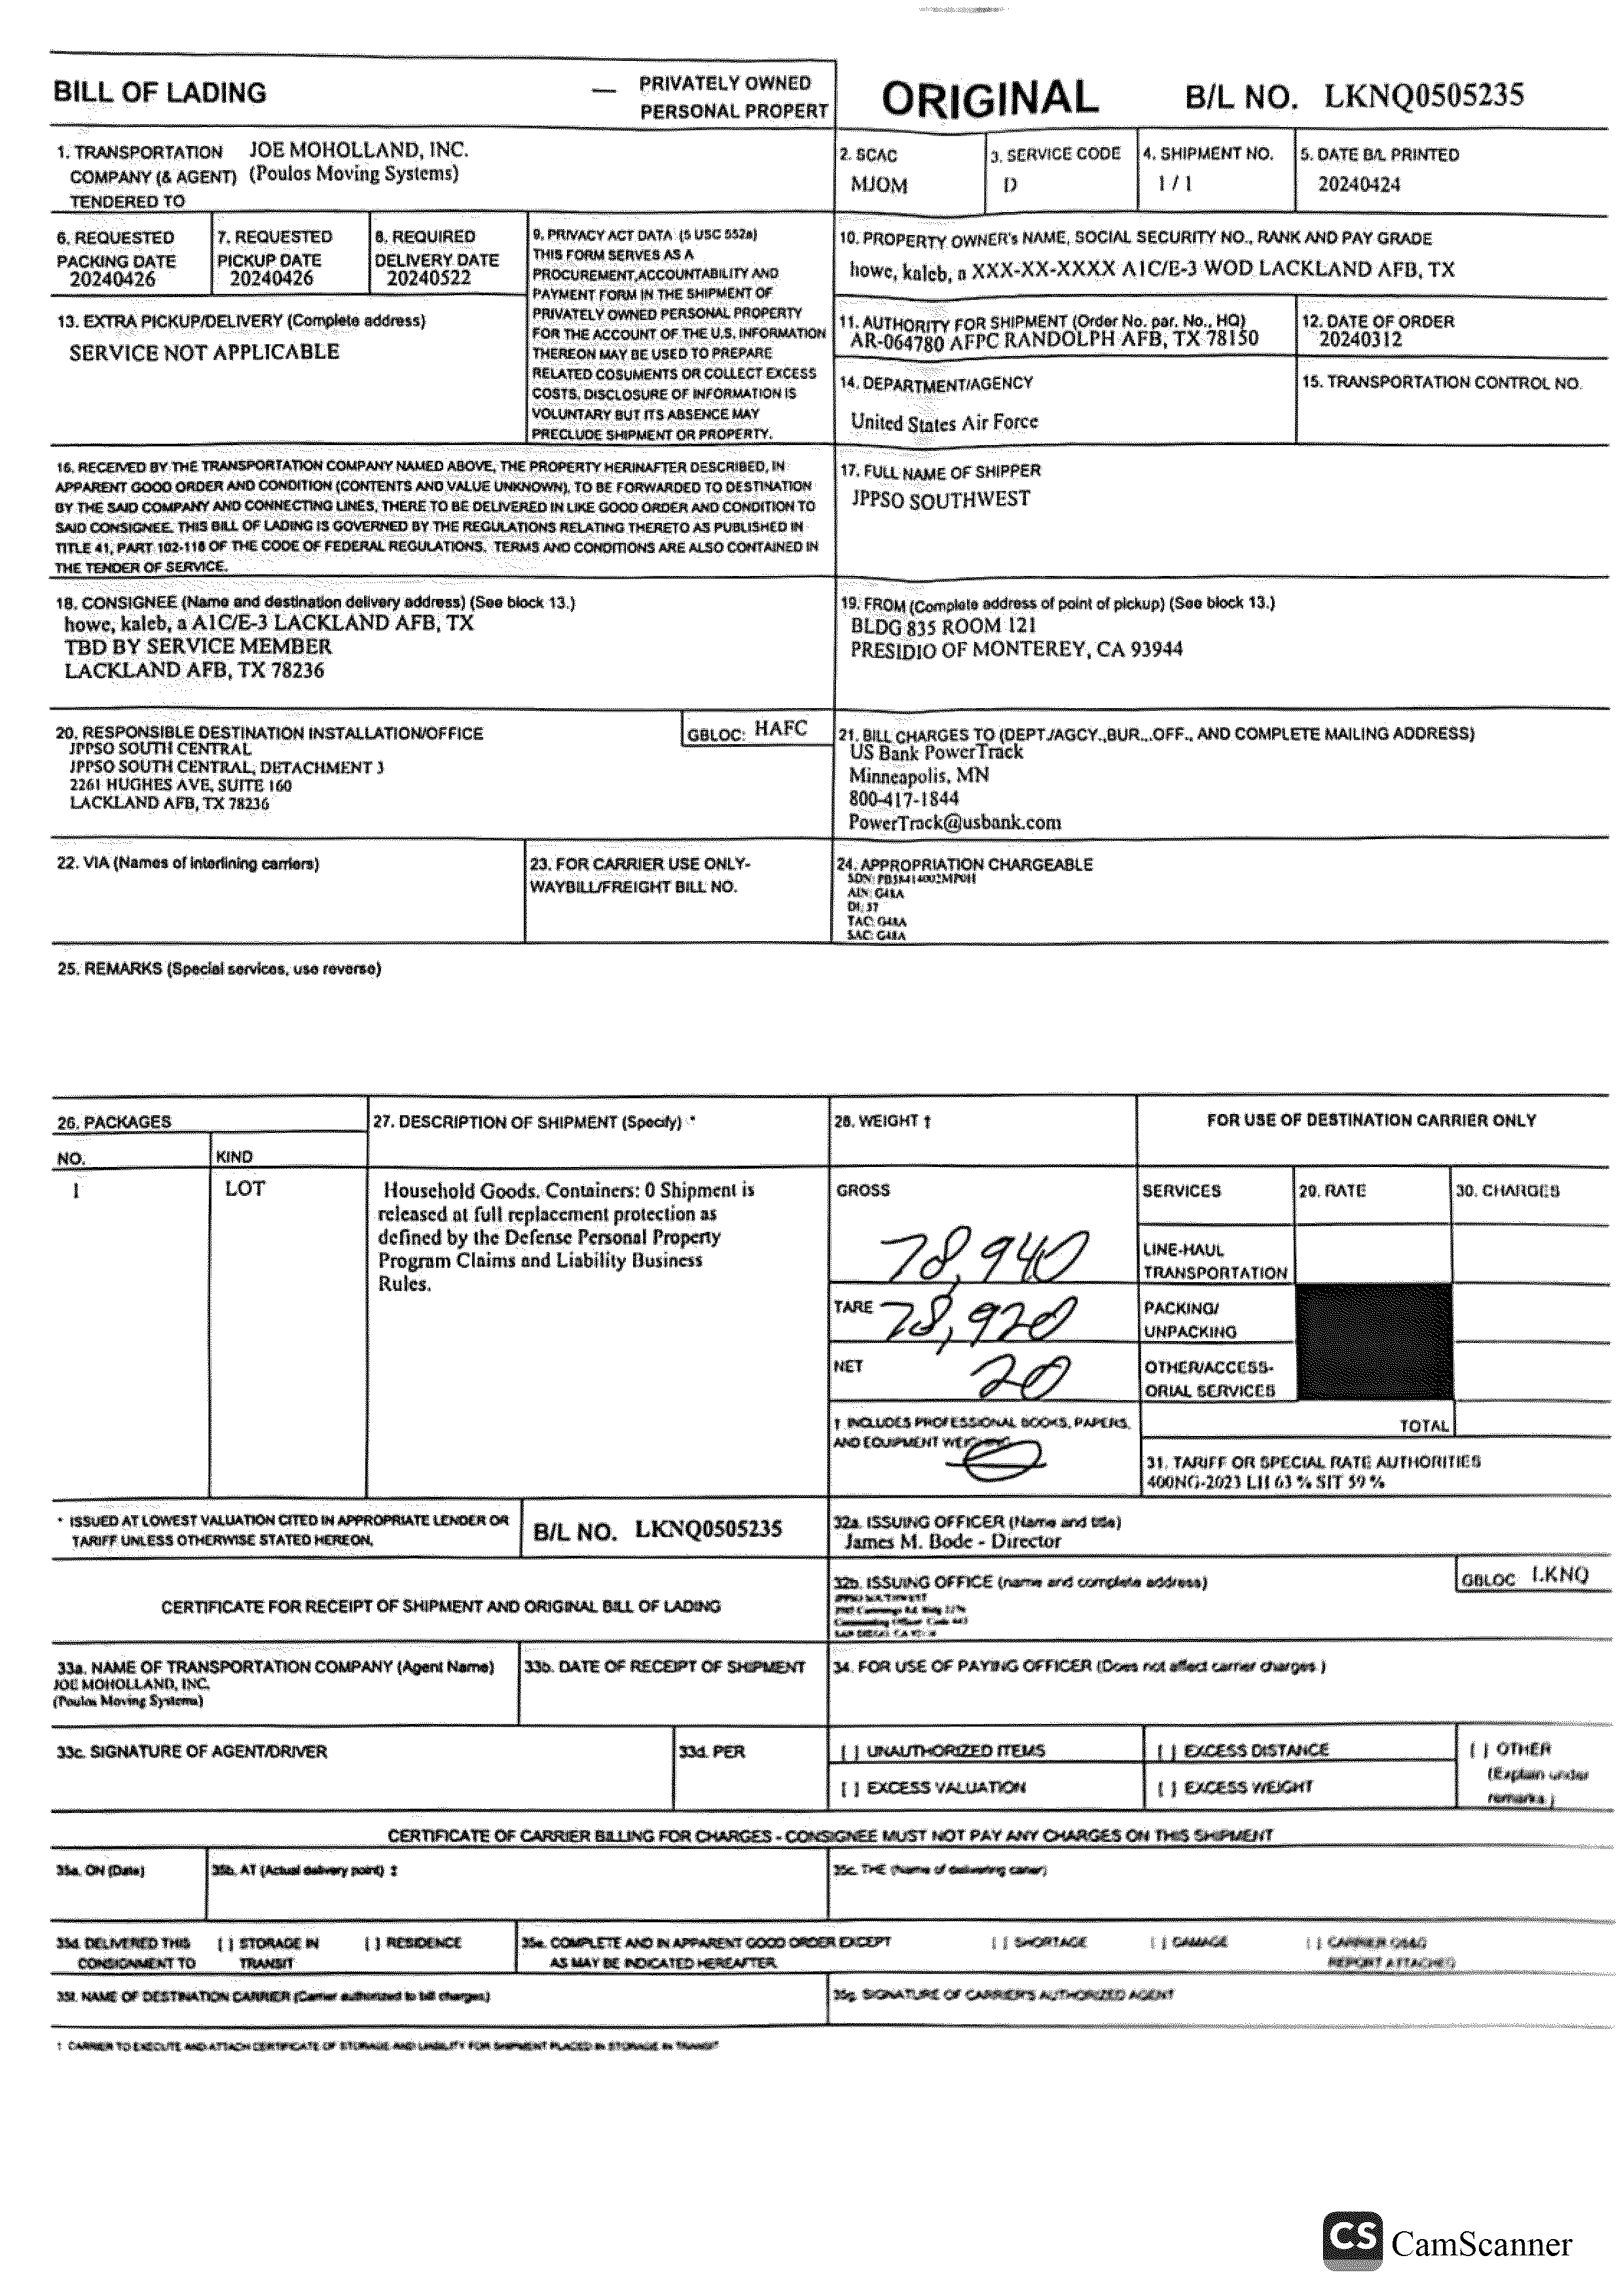 BILL OF LADING
— PRIVATELY OWNED
PERSONAL PROPERT
ORIGINAL
B/L NO. LKNQ0505235
1. TRANSPORTATION JOE MOHOLLAND, INC.
COMPANY (& AGENT) (Poulos Moving Systems)
TENDERED TO
2. SCAC
MJOM
3. SERVICE CODE
D
4. SHIPMENT NO.
1 / 1
5. DATE B/L PRINTED
20240424
6. REQUESTED
PACKING DATE
20240426
7. REQUESTED
PICKUP DATE
20240426
8. REQUIRED
DELIVERY DATE
20240522
9. PRIVACY ACT DATA (5 USC 552a)
THIS FORM SERVES AS A
PROCUREMENT,ACCOUNTABILITY AND
PAYMENT FORM IN THE SHIPMENT OF
PRIVATELY OWNED PERSONAL PROPERTY
FOR THE ACCOUNT OF THE U.S. INFORMATION
THEREON MAY BE USED TO PREPARE
RELATED COSUMENTS OR COLLECT EXCESS
COSTS. DISCLOSURE OF INFORMATION IS
VOLUNTARY BUT ITS ABSENCE MAY
PRECLUDE SHIPMENT OR PROPERTY.
10. PROPERTY OWNER's NAME, SOCIAL SECURITY NO., RANK AND PAY GRADE
howe, kaleb, a XXX-XX-XXXX A1C/E-3 WOD LACKLAND AFB, TX
13. EXTRA PICKUP/DELIVERY (Complete address)
SERVICE NOT APPLICABLE
11. AUTHORITY FOR SHIPMENT (Order No. par. No., HQ)
AR-064780 AFPC RANDOLPH AFB, TX 78150
12. DATE OF ORDER
20240312
14. DEPARTMENT/AGENCY
United States Air Force
15. TRANSPORTATION CONTROL NO.
16. RECEIVED BY THE TRANSPORTATION COMPANY NAMED ABOVE, THE PROPERTY HERINAFTER DESCRIBED, IN
APPARENT GOOD ORDER AND CONDITION (CONTENTS AND VALUE UNKNOWN), TO BE FORWARDED TO DESTINATION
BY THE SAID COMPANY AND CONNECTING LINES, THERE TO BE DELIVERED IN LIKE GOOD ORDER AND CONDITION TO
SAID CONSIGNEE. THIS BILL OF LADING IS GOVERNED BY THE REGULATIONS RELATING THERETO AS PUBLISHED IN
TITLE 41, PART 102-118 OF THE CODE OF FEDERAL REGULATIONS. TERMS AND CONDITIONS ARE ALSO CONTAINED IN
THE TENDER OF SERVICE.
17. FULL NAME OF SHIPPER
JPPSO SOUTHWEST
18. CONSIGNEE (Name and destination delivery address) (See block 13.)
howe, kaleb, a A1C/E-3 LACKLAND AFB, TX
TBD BY SERVICE MEMBER
LACKLAND AFB, TX 78236
19. FROM (Complete address of point of pickup) (See block 13.)
BLDG 835 ROOM 121
PRESIDIO OF MONTEREY, CA 93944
20. RESPONSIBLE DESTINATION INSTALLATION/OFFICE
GBLOC: HAFC
JPPSO SOUTH CENTRAL
JPPSO SOUTH CENTRAL, DETACHMENT 3
2261 HUGHES AVE, SUITE 160
LACKLAND AFB, TX 78236
21. BILL CHARGES TO (DEPT./AGCY.,BUR.,.OFF., AND COMPLETE MAILING ADDRESS)
US Bank PowerTrack
Minneapolis, MN
800-417-1844
PowerTrack@usbank.com
22. VIA (Names of interlining carriers)
23. FOR CARRIER USE ONLY-
WAYBILL/FREIGHT BILL NO.
24. APPROPRIATION CHARGEABLE
AIN: G48A
DI: 37
TAC: G48A
SAC: G48A
25. REMARKS (Special services, use reverse)
26. PACKAGES
NO.
KIND
27. DESCRIPTION OF SHIPMENT (Specify) *
28. WEIGHT †
FOR USE OF DESTINATION CARRIER ONLY
1
LOT
Household Goods. Containers: 0 Shipment is
released at full replacement protection as
defined by the Defense Personal Property
Program Claims and Liability Business
Rules.
GROSS
78,940
TARE 78,920
NET 20
† INCLUDES PROFESSIONAL BOOKS, PAPERS,
AND EQUIPMENT WEIGHING
SERVICES
29. RATE
30. CHARGES
LINE-HAUL
TRANSPORTATION
PACKING/
UNPACKING
OTHER/ACCESS-
ORIAL SERVICES
TOTAL
31. TARIFF OR SPECIAL RATE AUTHORITIES
400NG-2023 LH 63 % SIT 59 %
* ISSUED AT LOWEST VALUATION CITED IN APPROPRIATE LENDER OR
TARIFF UNLESS OTHERWISE STATED HEREON.
B/L NO. LKNQ0505235
32a. ISSUING OFFICER (Name and title)
James M. Bode - Director
CERTIFICATE FOR RECEIPT OF SHIPMENT AND ORIGINAL BILL OF LADING
32b. ISSUING OFFICE (name and complete address)
GBLOC LKNQ
JPPSO SOUTHWEST
33a. NAME OF TRANSPORTATION COMPANY (Agent Name)
JOE MOHOLLAND, INC.
(Poulos Moving Systems)
33b. DATE OF RECEIPT OF SHIPMENT
34. FOR USE OF PAYING OFFICER (Does not affect carrier charges )
33c. SIGNATURE OF AGENT/DRIVER
33d. PER
[ ] UNAUTHORIZED ITEMS
[ ] EXCESS DISTANCE
[ ] OTHER
(Explain under
remarks.)
[ ] EXCESS VALUATION
[ ] EXCESS WEIGHT
CERTIFICATE OF CARRIER BILLING FOR CHARGES - CONSIGNEE MUST NOT PAY ANY CHARGES ON THIS SHIPMENT
35a. ON (Date)
35b. AT (Actual delivery point) ‡
35c. THE (Name of delivering carrier)
35d. DELIVERED THIS
CONSIGNMENT TO
[ ] STORAGE IN
TRANSIT
[ ] RESIDENCE
35e. COMPLETE AND IN APPARENT GOOD ORDER EXCEPT
AS MAY BE INDICATED HEREAFTER.
[ ] SHORTAGE
[ ] DAMAGE
[ ] CARRIER OS&D
REPORT ATTACHED
35f. NAME OF DESTINATION CARRIER (Carrier authorized to bill charges)
35g. SIGNATURE OF CARRIER'S AUTHORIZED AGENT
‡ CARRIER TO EXECUTE AND ATTACH CERTIFICATE OF STORAGE AND LIABILITY FOR SHIPMENT PLACED IN STORAGE IN TRANSIT
CS CamScanner